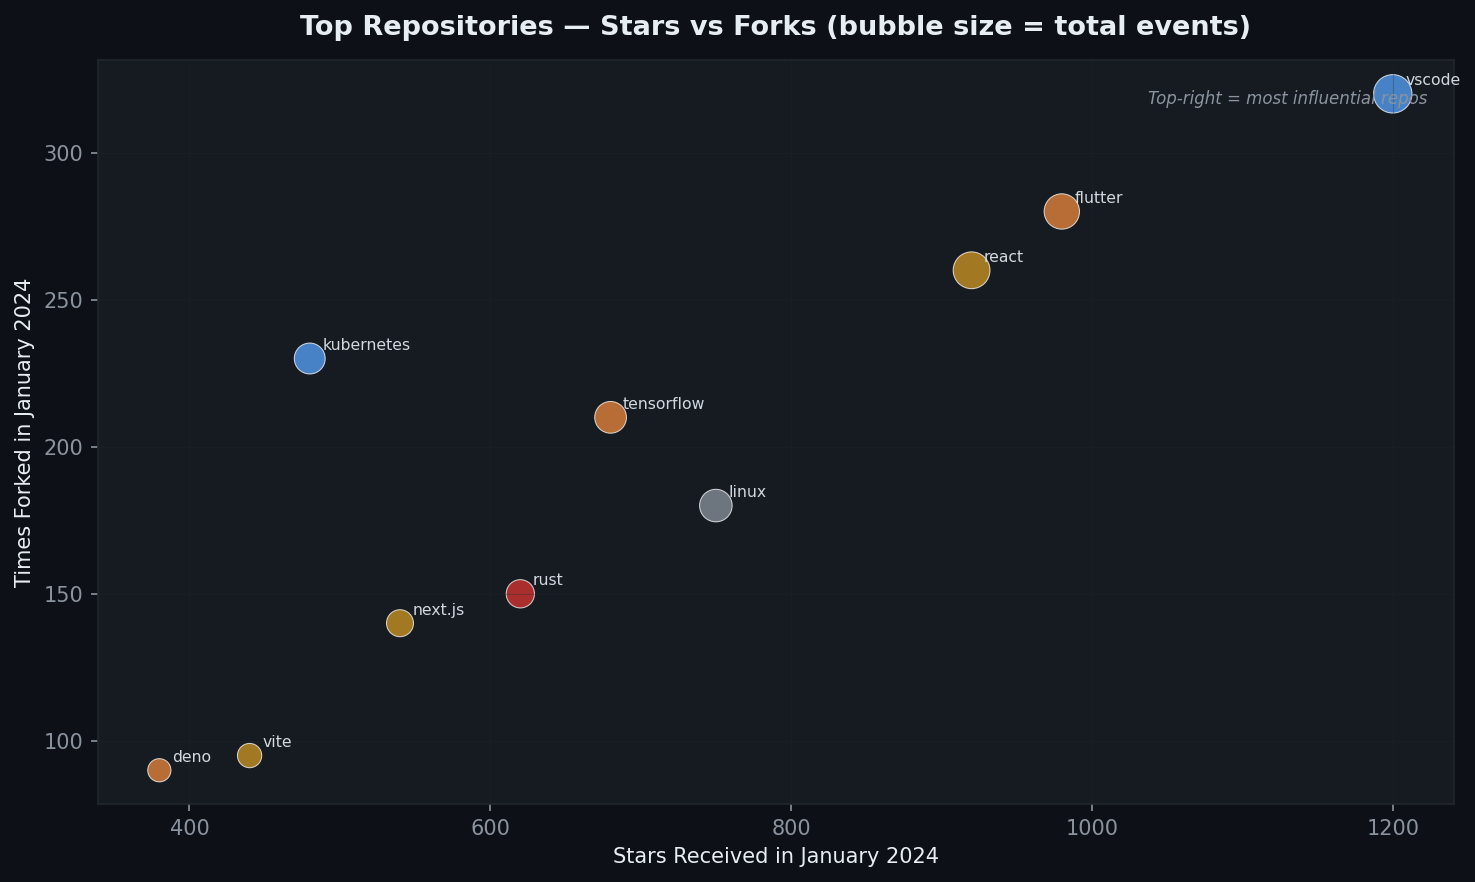 Top Repositories — Stars vs Forks (bubble size = total events)
vscode
Top-right = most influential repos
300
flutter
react
250
kubernetes
tensorflow
200
linux
rust
150
next.js
vite
100
deno
Times Forked in January 2024
400 600 800 1000 1200
Stars Received in January 2024